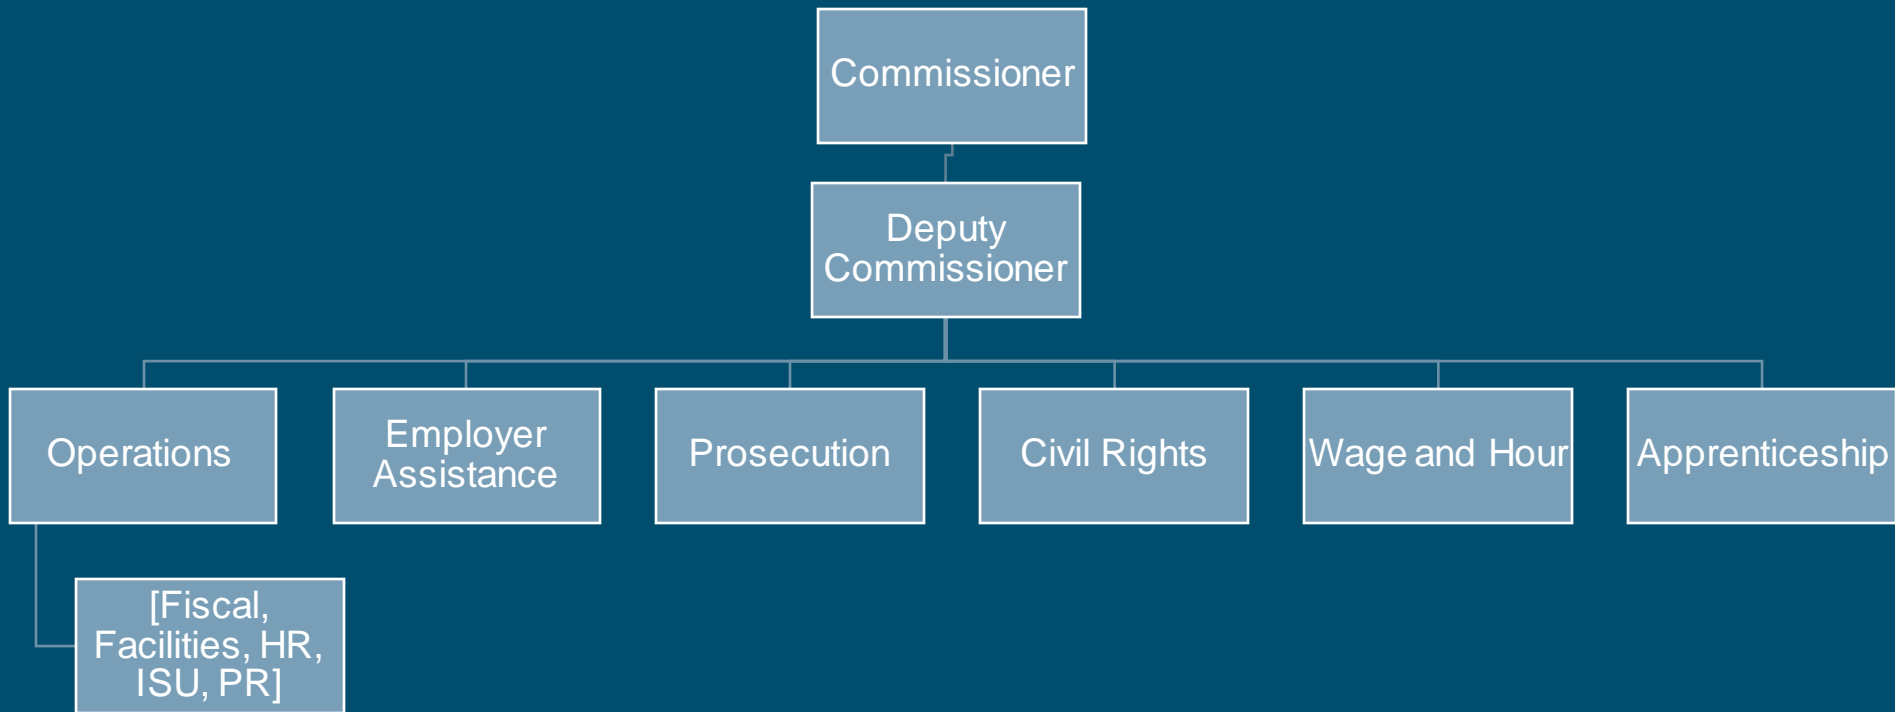 Commissioner
Deputy
Commissioner
Operations
Employer
Assistance
Prosecution
Civil Rights
Wage and Hour
Apprenticeship
[Fiscal,
Facilities, HR,
ISU, PR]